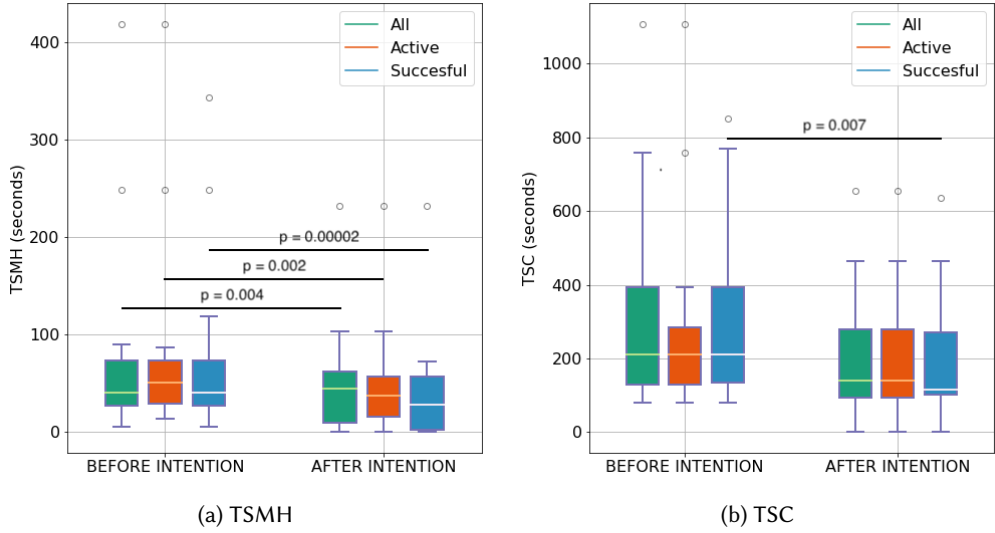 TSMH (seconds)
400
300
200
100
0
All
Active
Succesful
p = 0.00002
p = 0.002
p = 0.004
BEFORE INTENTION
AFTER INTENTION
(a) TSMH
TSC (seconds)
1000
800
600
400
200
0
All
Active
Succesful
p = 0.007
BEFORE INTENTION
AFTER INTENTION
(b) TSC